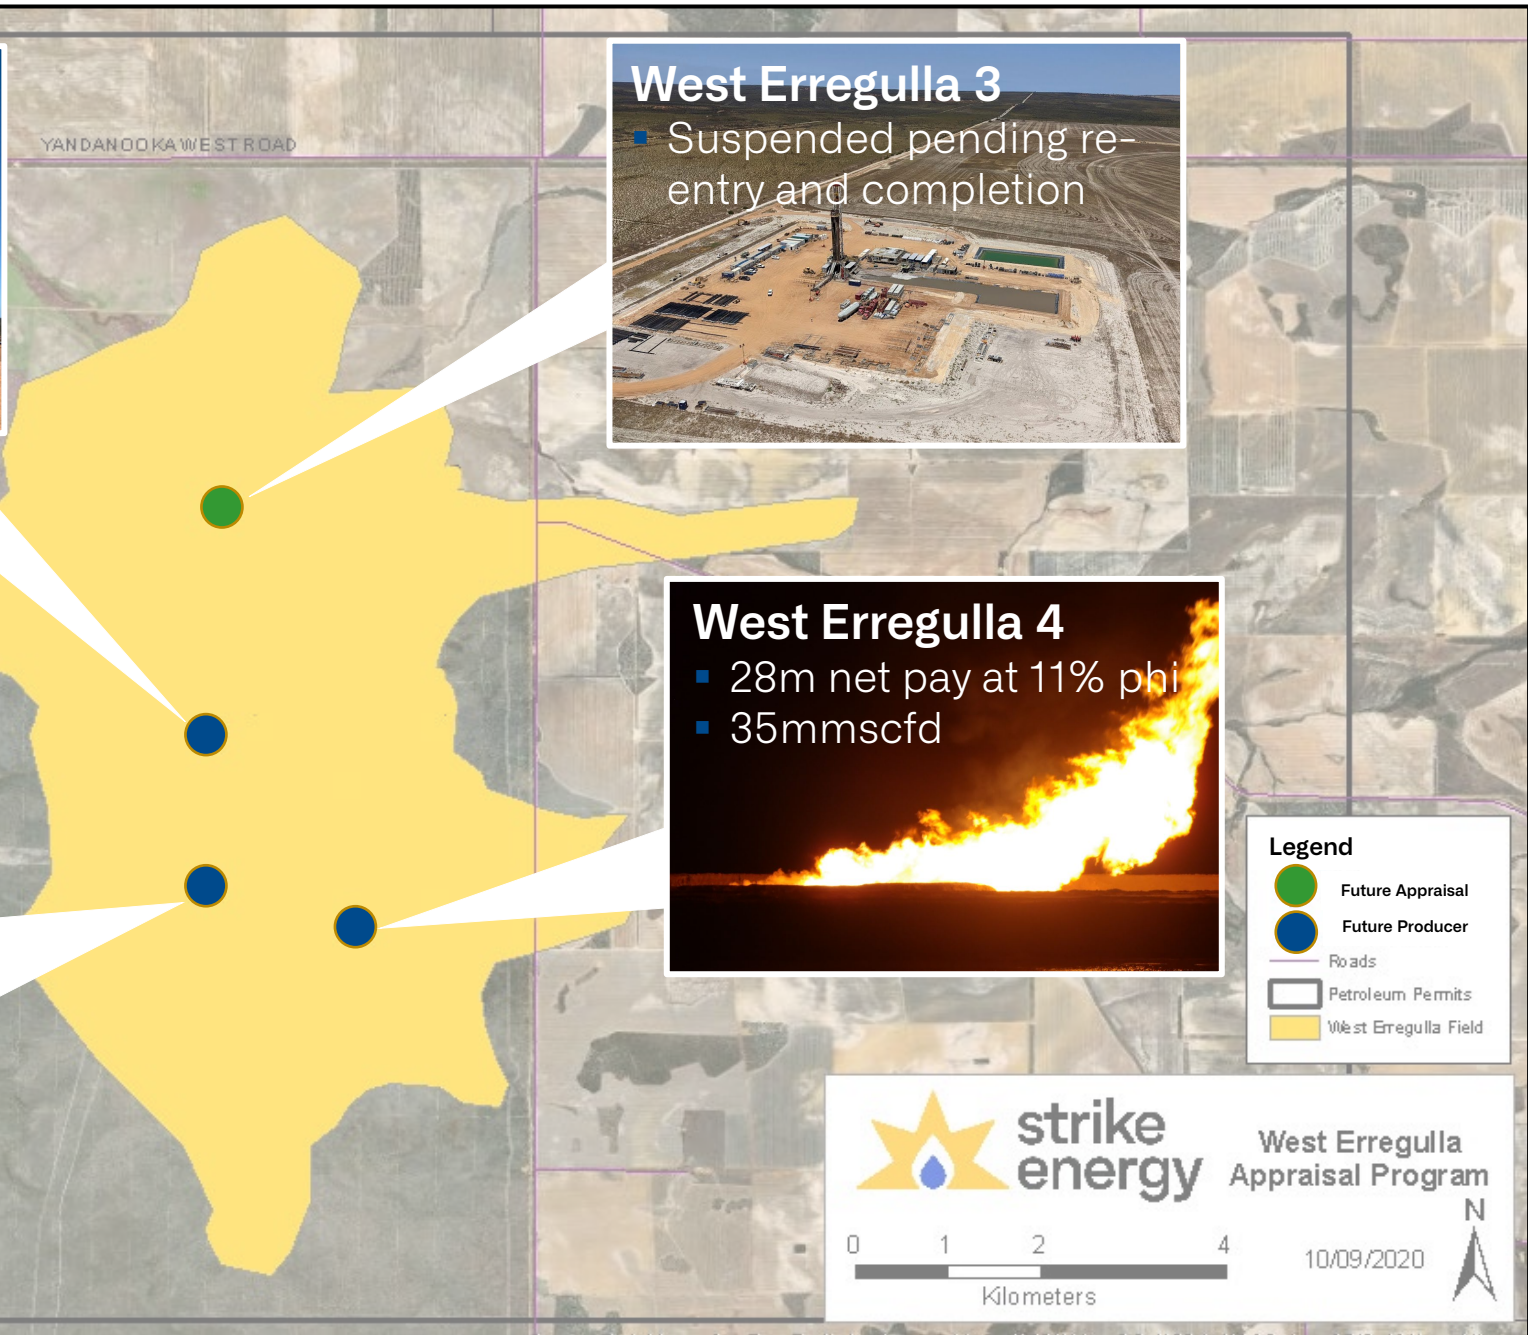 YANDANOOKA WEST ROAD
West Erregulla 3
▪ Suspended pending re-
entry and completion
West Erregulla 4
▪ 28m net pay at 11% phi
▪ 35mmscfd
Legend
Future Appraisal
Future Producer
Roads
Petroleum Permits
West Erregulla Field
strike
energy
West Erregulla
Appraisal Program
N
0 1 2 4
Kilometers
10/09/2020